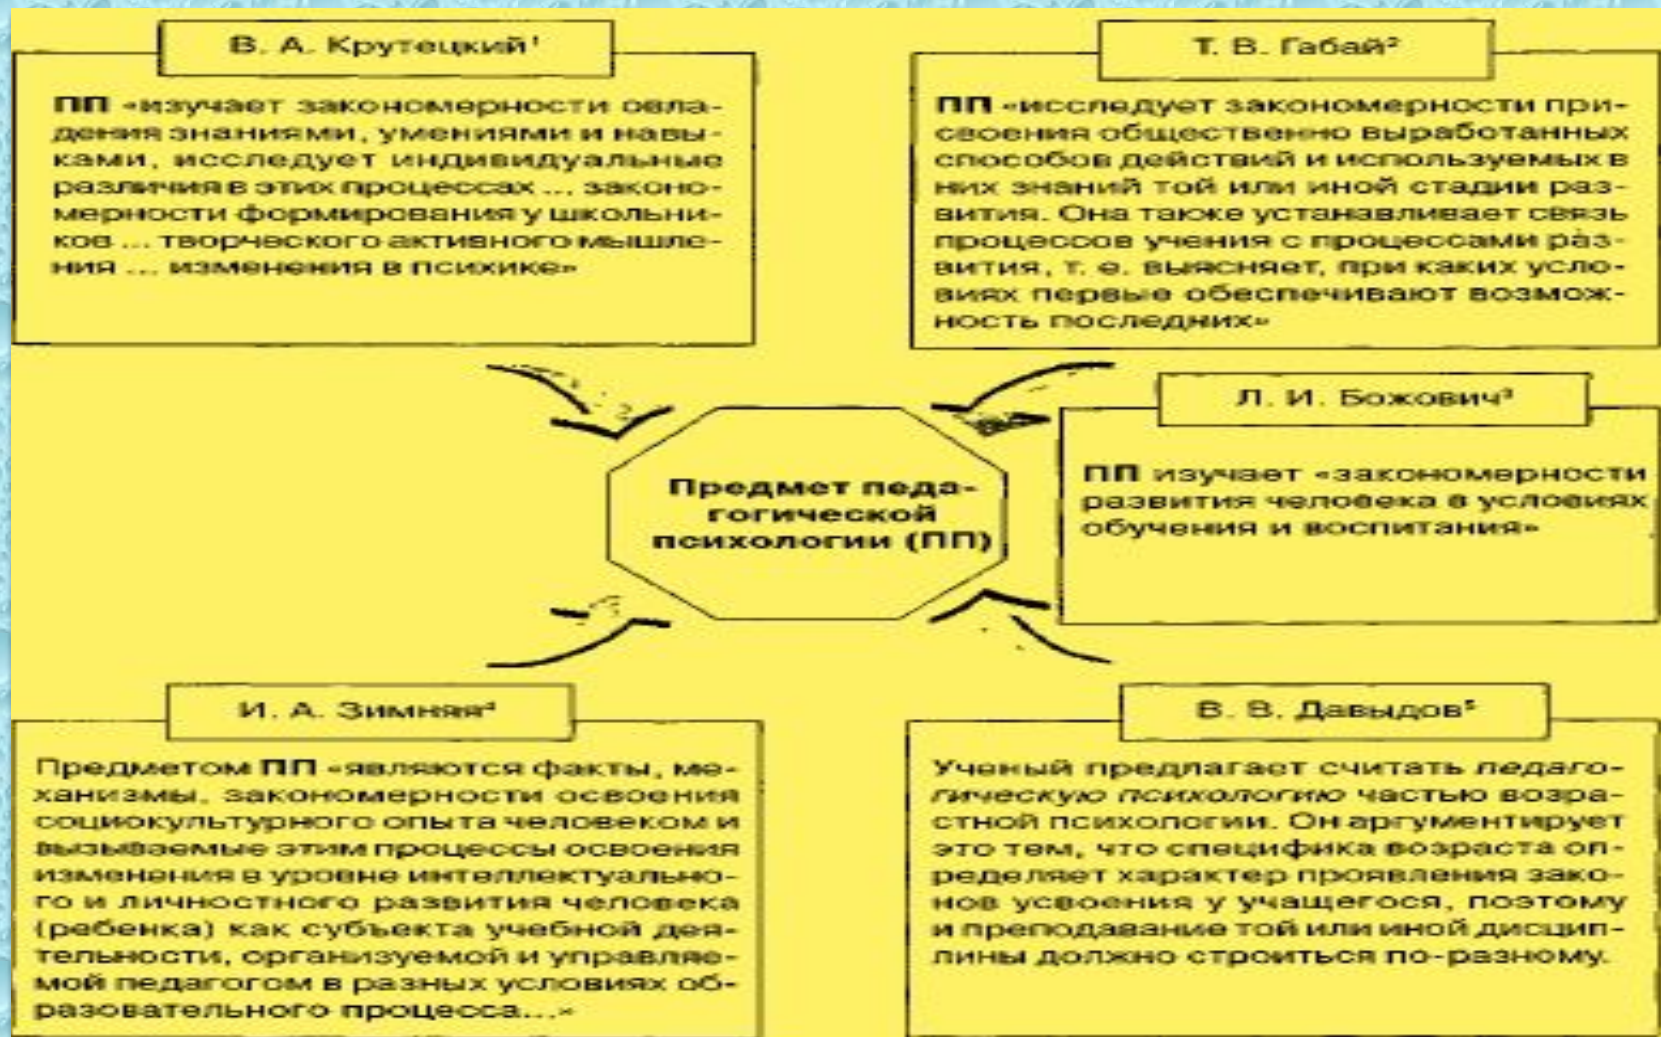 В. А. Крутецкий¹
ПП «изучает закономерности овла-
дения знаниями, умениями и навы-
ками, исследует индивидуальные
различия в этих процессах ... законо-
мерности формирования у школьни-
ков ... творческого активного мышле-
ния ... изменения в психике»
Т. В. Габай²
ПП «исследует закономерности при-
своения общественно выработанных
способов действий и используемых в
них знаний той или иной стадии раз-
вития. Она также устанавливает связь
процессов учения с процессами раз-
вития, т. е. выясняет, при каких усло-
виях первые обеспечивают возмож-
ность последних»
Л. И. Божович³
ПП изучает «закономерности
развития человека в условиях
обучения и воспитания»
Предмет педа-
гогической
психологии (ПП)
И. А. Зимняя⁴
Предметом ПП «являются факты, ме-
ханизмы, закономерности освоения
социокультурного опыта человеком и
вызываемые этим процессы освоения
изменения в уровне интеллектуально-
го и личностного развития человека
(ребенка) как субъекта учебной дея-
тельности, организуемой и управляе-
мой педагогом в разных условиях об-
разовательного процесса...»
В. В. Давыдов⁵
Ученый предлагает считать педаго-
гическую психологию частью возра-
стной психологии. Он аргументирует
это тем, что специфика возраста оп-
ределяет характер проявления зако-
нов усвоения у учащегося, поэтому
и преподавание той или иной дисцип-
лины должно строиться по-разному.